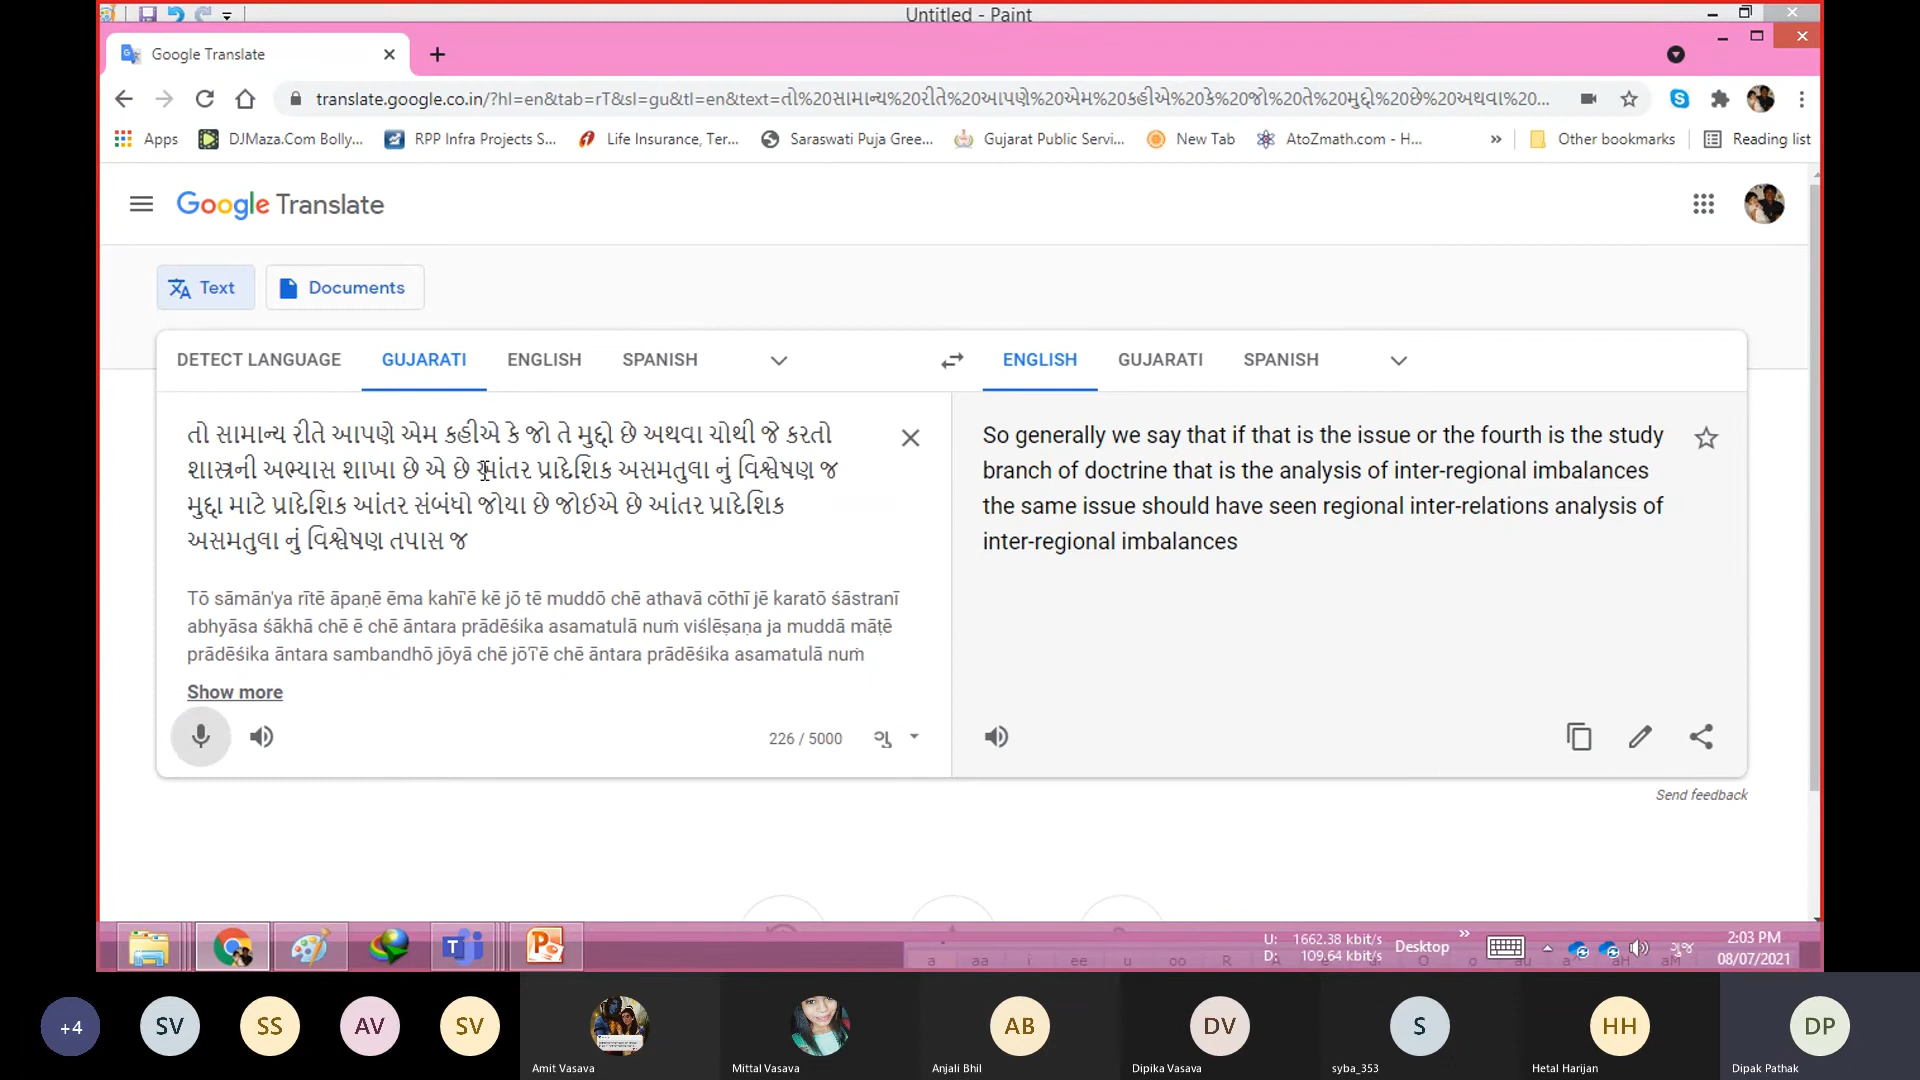 Untitled - Paint
Google Translate
translate.google.co.in/?hl=en&tab=rT&sl=gu&tl=en&text=તો%20સામાન્ય%20રીતે%20આપણે%20એમ%20કહીએ%20કે%20જો%20તે%20મુદ્દો%20છે%20અથવા%20...
Apps DJMaza.Com Bolly... RPP Infra Projects S... Life Insurance, Ter... Saraswati Puja Gree... Gujarat Public Servi... New Tab AtoZmath.com - H... » Other bookmarks Reading list
Google Translate
Text Documents
DETECT LANGUAGE GUJARATI ENGLISH SPANISH ENGLISH GUJARATI SPANISH
તો સામાન્ય રીતે આપણે એમ કહીએ કે જો તે મુદ્દો છે અથવા ચોથી જે કરતો
શાસ્ત્રની અભ્યાસ શાખા છે એ છે આંતર પ્રાદેશિક અસમતુલા નું વિશ્લેષણ જ
મુદ્દા માટે પ્રાદેશિક આંતર સંબંધો જોયા છે જોઈએ છે આંતર પ્રાદેશિક
અસમતુલા નું વિશ્લેષણ તપાસ જ
Tō sāmān'ya rītē āpaṇē ēma kahī'ē kē jō tē muddō chē athavā cōthī jē karatō śāstranī
abhyāsa śākhā chē ē chē āntara prādēśika asamatulā nuṁ viślēṣaṇa ja muddā māṭē
prādēśika āntara sambandhō jōyā chē jō'ī'ē chē āntara prādēśika asamatulā nuṁ
Show more
226 / 5000
So generally we say that if that is the issue or the fourth is the study
branch of doctrine that is the analysis of inter-regional imbalances
the same issue should have seen regional inter-relations analysis of
inter-regional imbalances
Send feedback
U: 1662.38 kbit/s
D: 109.64 kbit/s
Desktop »
ગુજ
2:03 PM
08/07/2021
a aa i ee u oo R
+4 SV SS AV SV AB DV S HH DP
Amit Vasava Mittal Vasava Anjali Bhil Dipika Vasava syba_353 Hetal Harijan Dipak Pathak